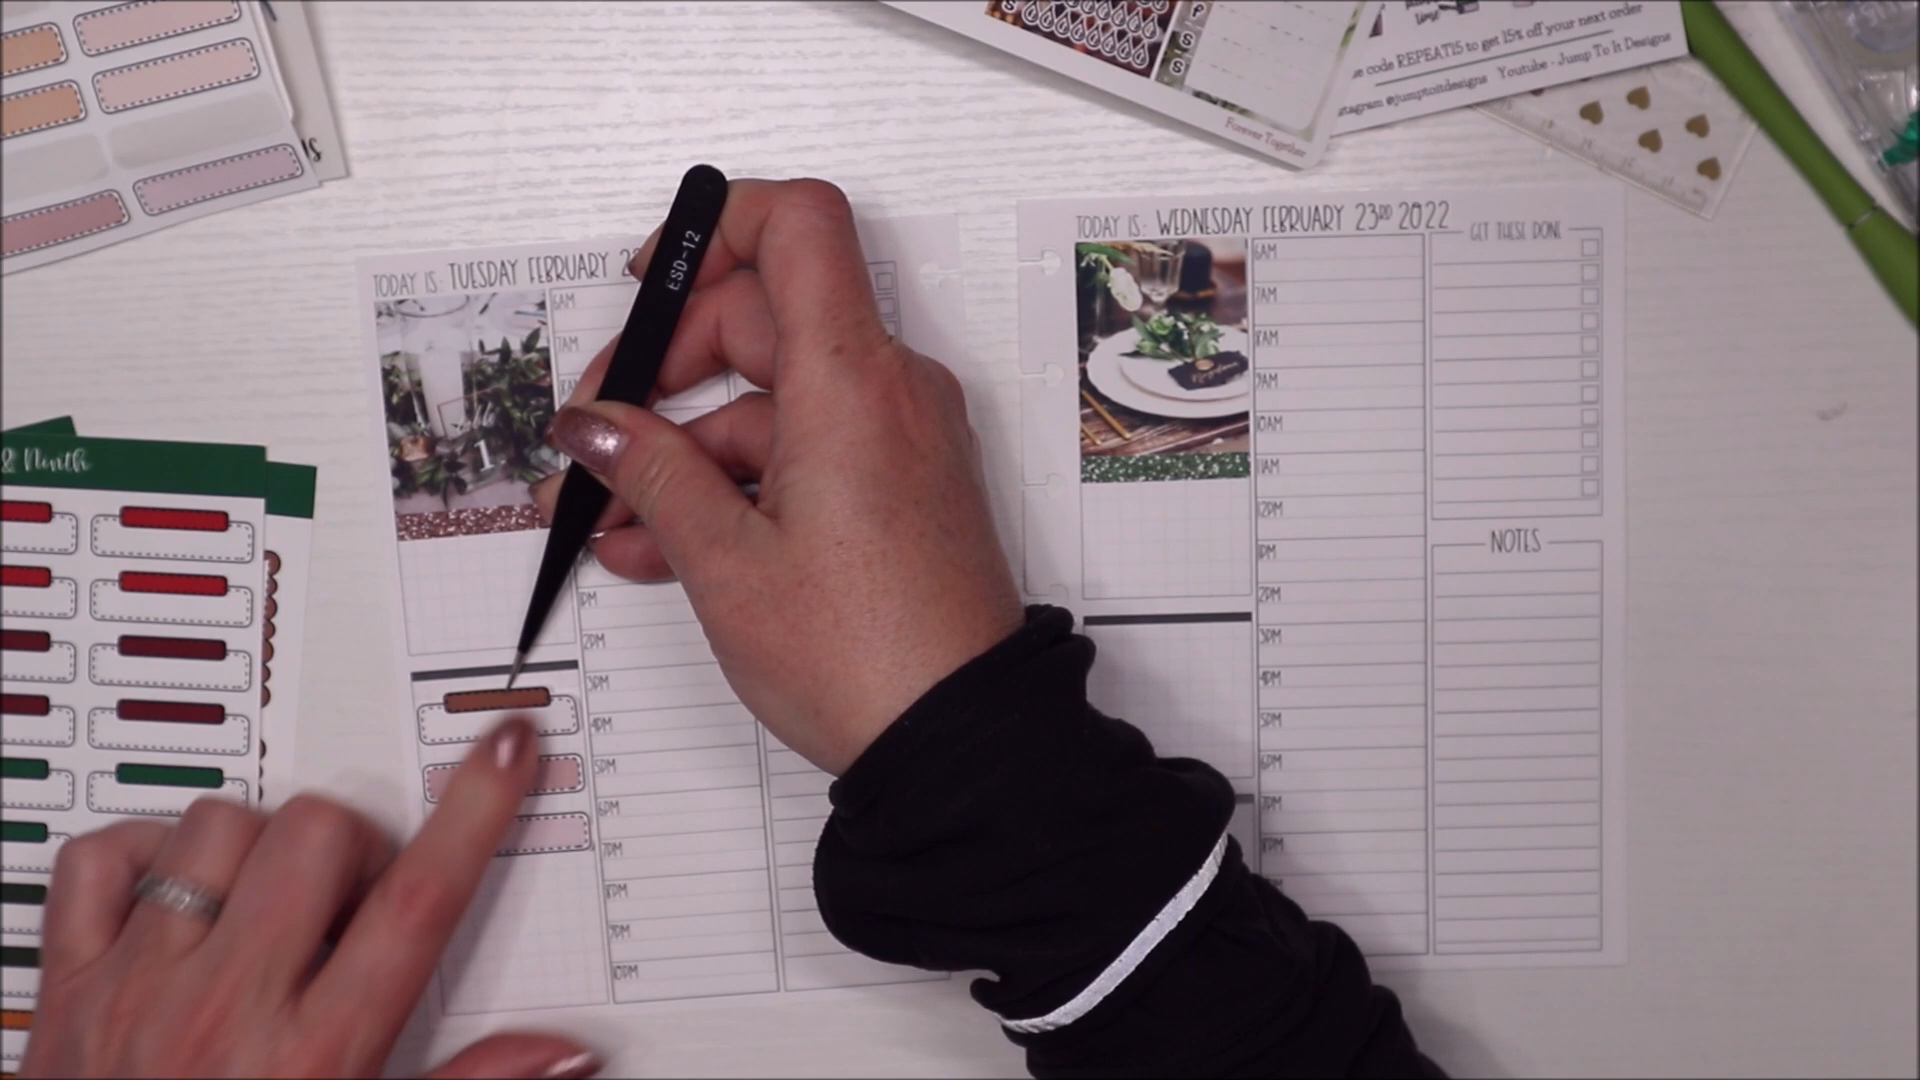 Forever Together
e code REPEAT15 to get 15% off your next order
stagram @jumptoitdesigns Youtube - Jump To It Designs
& Ninth
ESD-12
TODAY IS: TUESDAY FEBRUARY 2
6AM
7AM
8AM
1PM
2PM
3PM
4PM
5PM
6PM
7PM
8PM
9PM
10PM
TODAY IS: WEDNESDAY FEBRUARY 23RD 2022
6AM
7AM
8AM
9AM
10AM
11AM
12PM
1PM
2PM
3PM
4PM
5PM
6PM
7PM
8PM
GET THESE DONE
NOTES